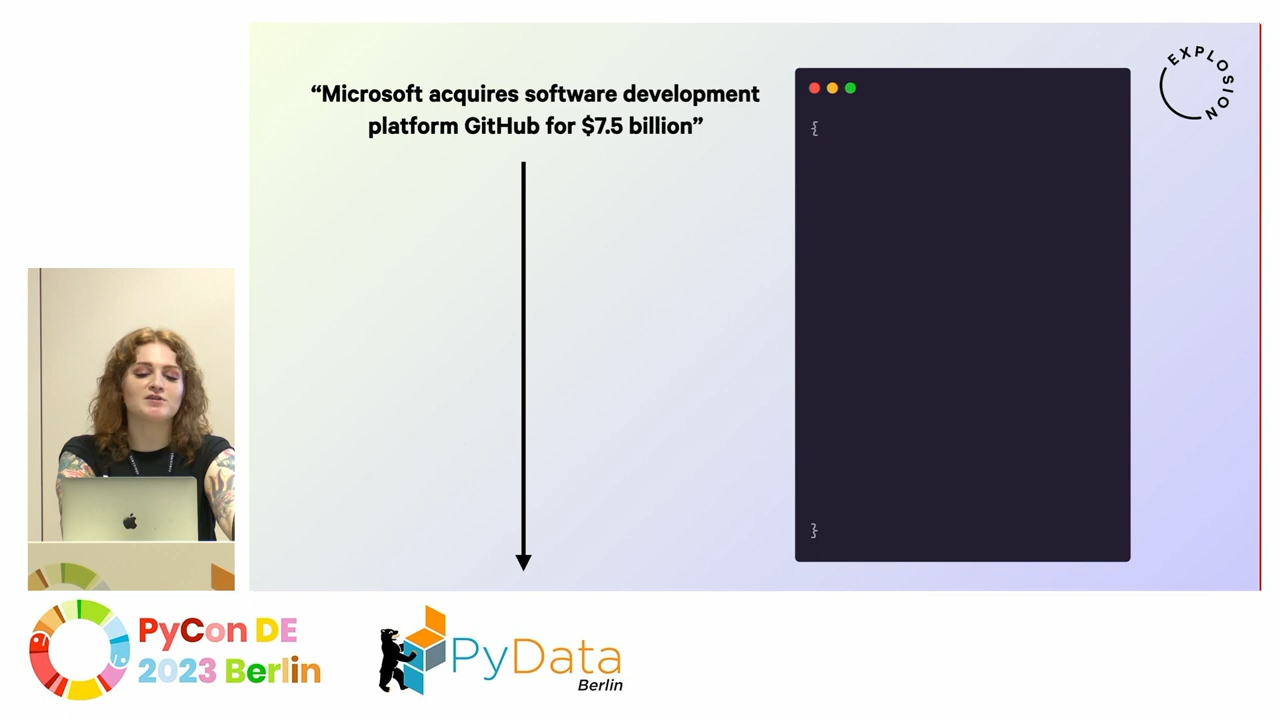 “Microsoft acquires software development
platform GitHub for $7.5 billion”
{
}
EXPLOSION
PyCon DE
2023 Berlin
PyData
Berlin